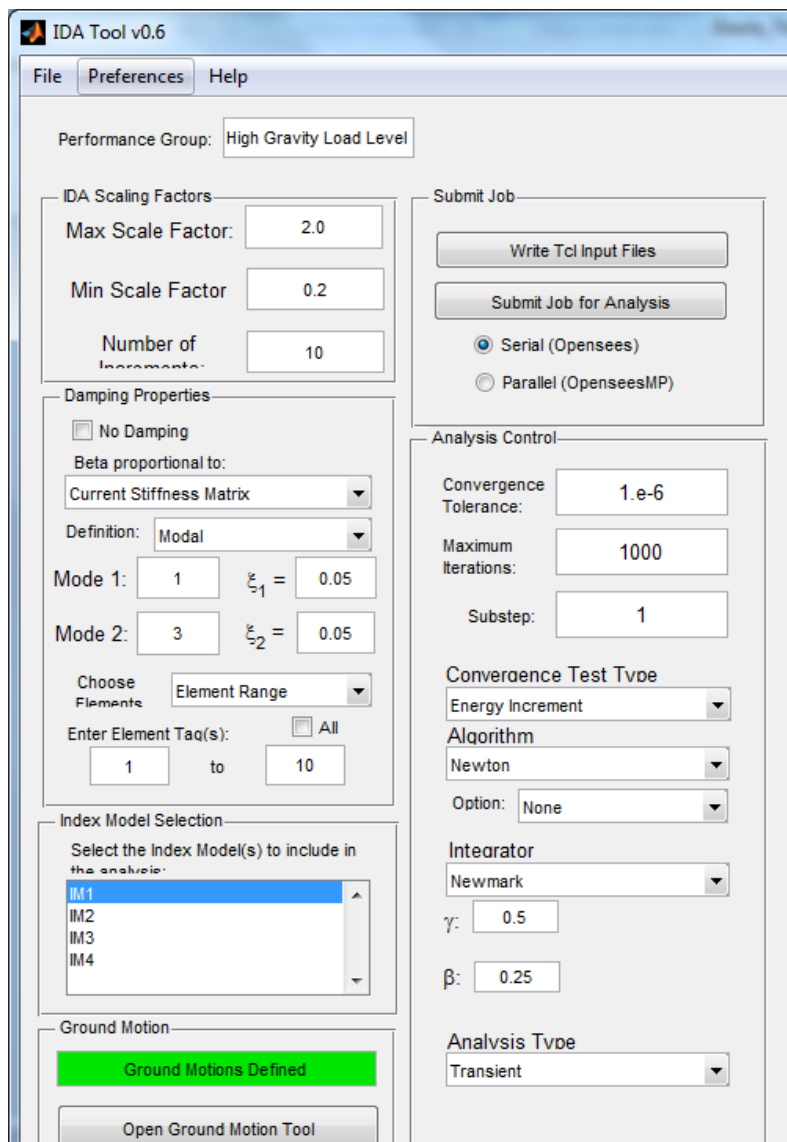 IDA Tool v0.6
File Preferences Help
Performance Group: High Gravity Load Level
IDA Scaling Factors
Max Scale Factor: 2.0
Min Scale Factor 0.2
Number of
Increments: 10
Damping Properties
No Damping
Beta proportional to:
Current Stiffness Matrix
Definition: Modal
Mode 1: 1 ξ1 = 0.05
Mode 2: 3 ξ2 = 0.05
Choose
Elements Element Range
Enter Element Tag(s): All
1 to 10
Index Model Selection
Select the Index Model(s) to include in
the analysis:
IM1
IM2
IM3
IM4
Ground Motion
Ground Motions Defined
Open Ground Motion Tool
Submit Job
Write Tcl Input Files
Submit Job for Analysis
Serial (Opensees)
Parallel (OpenseesMP)
Analysis Control
Convergence
Tolerance: 1.e-6
Maximum
Iterations: 1000
Substep: 1
Convergence Test Type
Energy Increment
Algorithm
Newton
Option: None
Integrator
Newmark
γ: 0.5
β: 0.25
Analysis Type
Transient